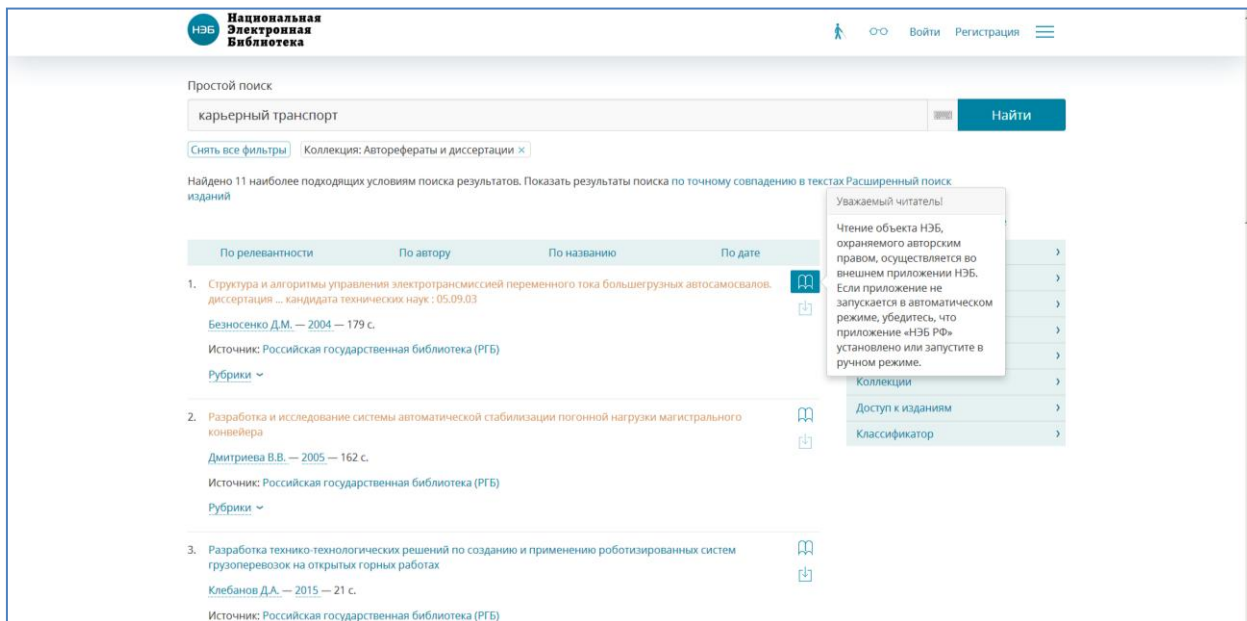 НЭБ
Национальная
Электронная
Библиотека
Войти Регистрация
Простой поиск
карьерный транспорт
Найти
Снять все фильтры Коллекция: Авторефераты и диссертации ×
Найдено 11 наиболее подходящих условиям поиска результатов. Показать результаты поиска по точному совпадению в текстах Расширенный поиск
изданий
Уважаемый читатель!
Чтение объекта НЭБ,
охраняемого авторским
правом, осуществляется во
внешнем приложении НЭБ.
Если приложение не
запускается в автоматическом
режиме, убедитесь, что
приложение «НЭБ РФ»
установлено или запустите в
ручном режиме.
По релевантности По автору По названию По дате
1. Структура и алгоритмы управления электротрансмиссией переменного тока большегрузных автосамосвалов.
диссертация ... кандидата технических наук : 05.09.03
Безносенко Д.М. — 2004 — 179 с.
Источник: Российская государственная библиотека (РГБ)
Рубрики
Коллекции
Доступ к изданиям
Классификатор
2. Разработка и исследование системы автоматической стабилизации погонной нагрузки магистрального
конвейера
Дмитриева В.В. — 2005 — 162 с.
Источник: Российская государственная библиотека (РГБ)
Рубрики
3. Разработка технико-технологических решений по созданию и применению роботизированных систем
грузоперевозок на открытых горных работах
Клебанов Д.А. — 2015 — 21 с.
Источник: Российская государственная библиотека (РГБ)